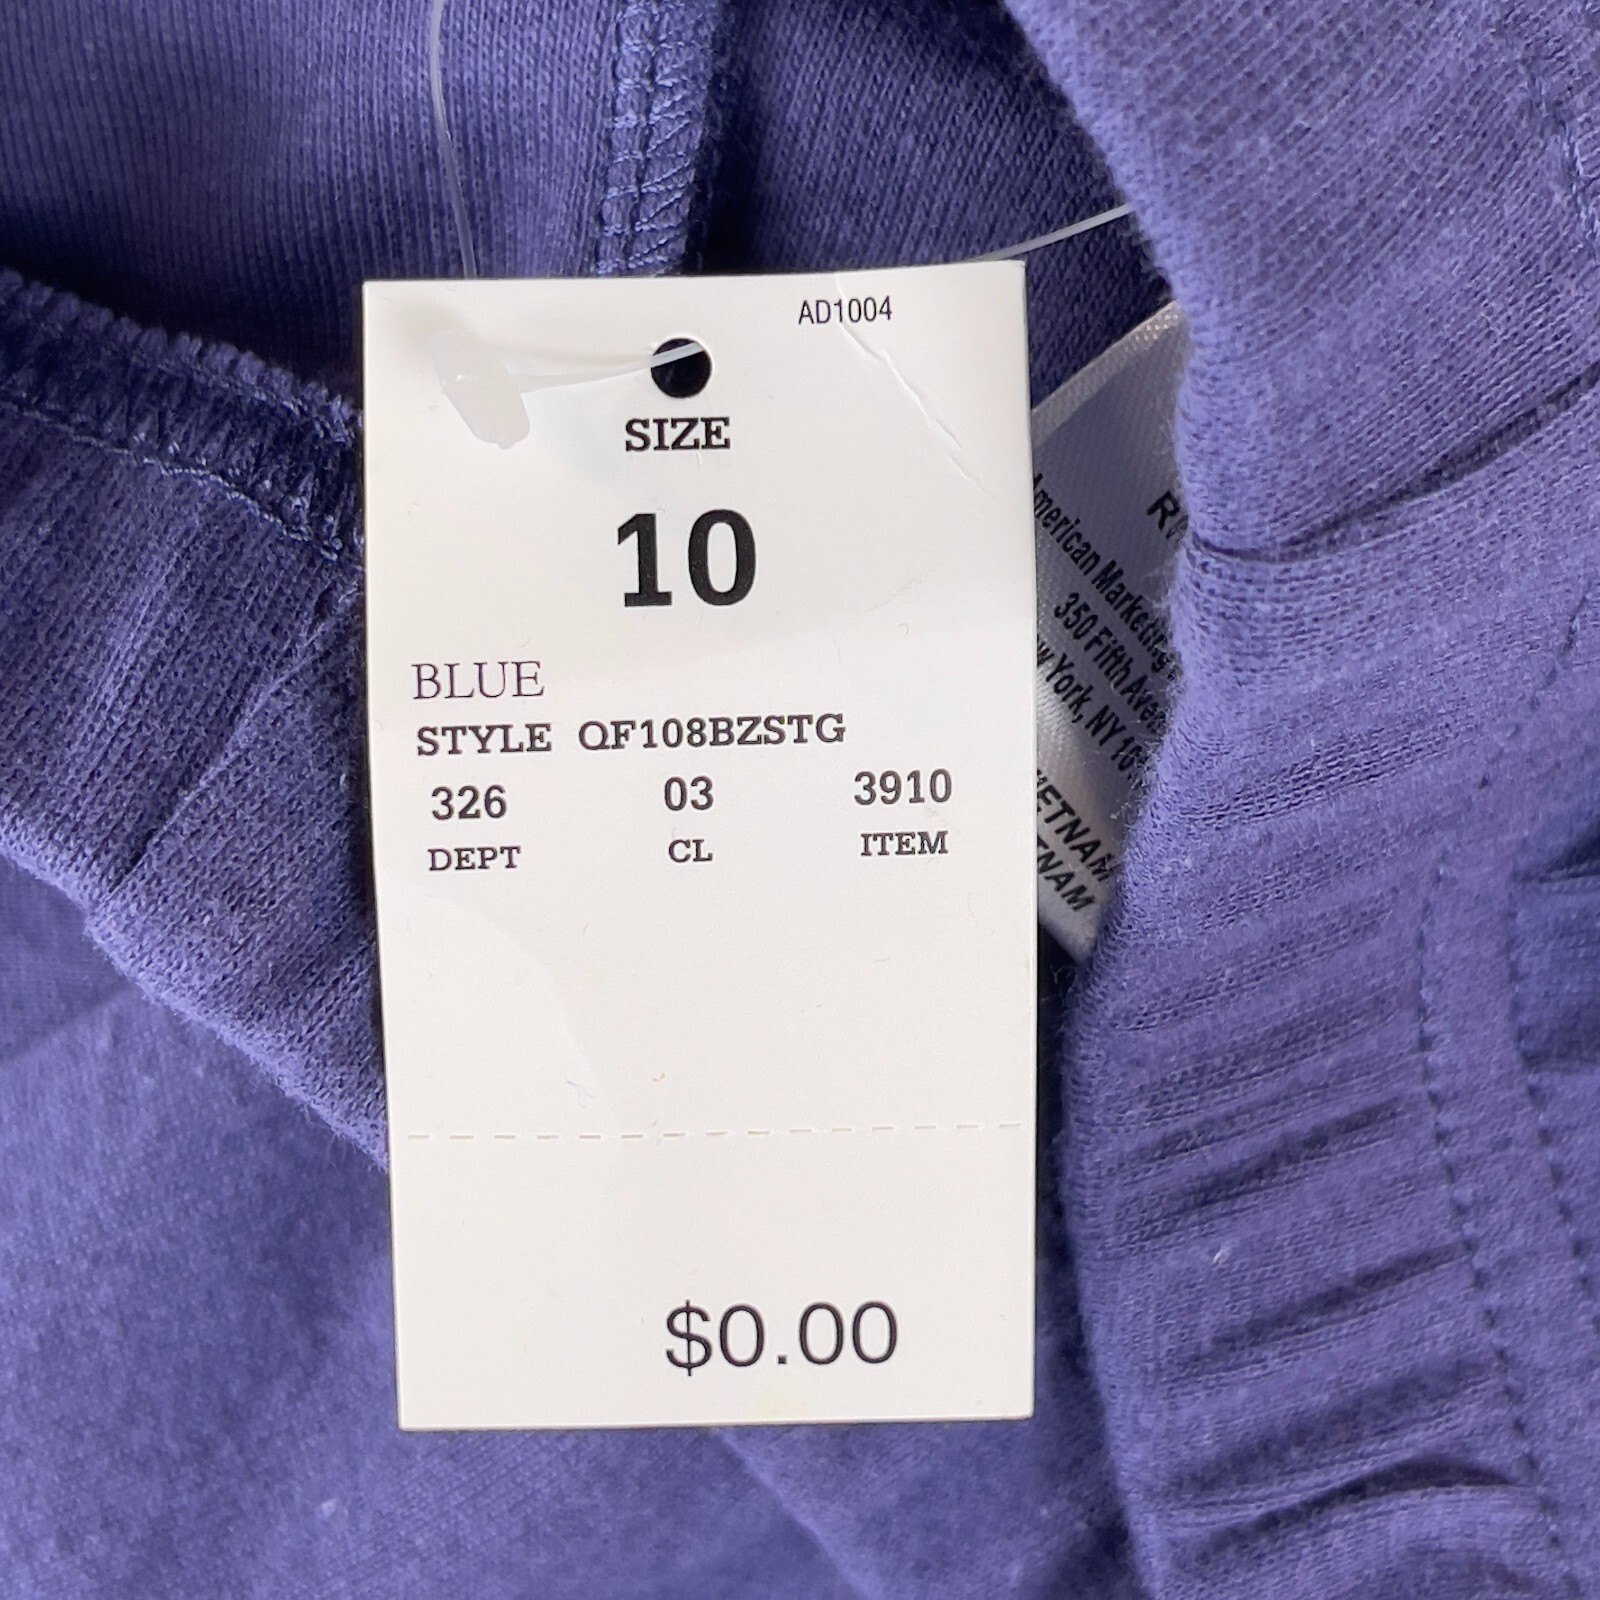 AD1004
SIZE
10
BLUE
STYLE QF108BZSTG
326 03 3910
DEPT CL ITEM
$0.00
American Marketing
350 Fifth Ave
York, NY